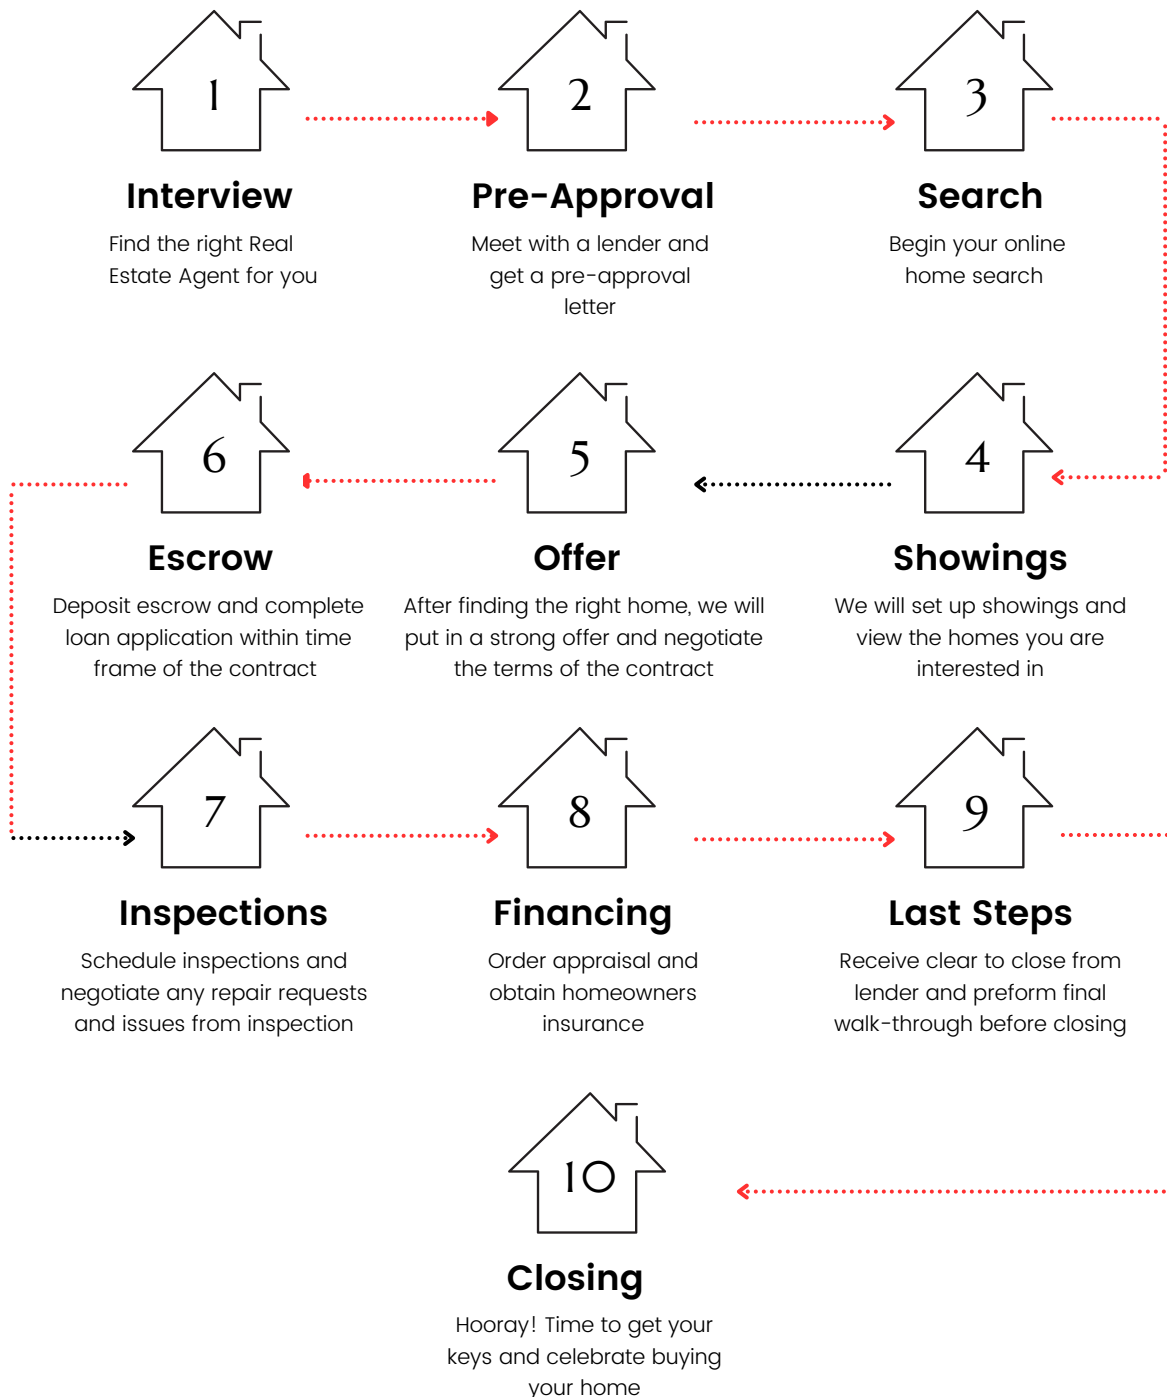 1
Interview
Find the right Real
Estate Agent for you
2
Pre-Approval
Meet with a lender and
get a pre-approval
letter
3
Search
Begin your online
home search
4
Showings
We will set up showings and
view the homes you are
interested in
5
Offer
After finding the right home, we will
put in a strong offer and negotiate
the terms of the contract
6
Escrow
Deposit escrow and complete
loan application within time
frame of the contract
7
Inspections
Schedule inspections and
negotiate any repair requests
and issues from inspection
8
Financing
Order appraisal and
obtain homeowners
insurance
9
Last Steps
Receive clear to close from
lender and preform final
walk-through before closing
10
Closing
Hooray! Time to get your
keys and celebrate buying
your home